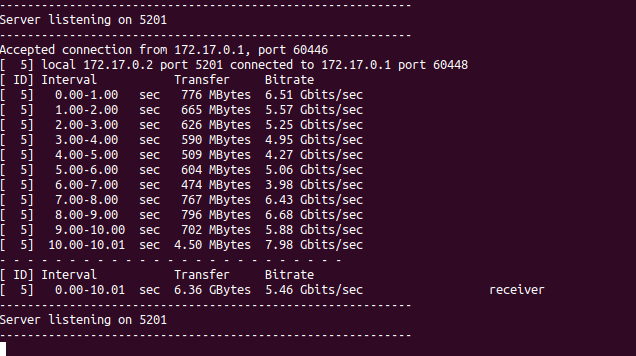 -----------------------------------------------------------
Server listening on 5201
-----------------------------------------------------------
Accepted connection from 172.17.0.1, port 60446
[  5] local 172.17.0.2 port 5201 connected to 172.17.0.1 port 60448
[ ID] Interval           Transfer     Bitrate
[  5]   0.00-1.00   sec   776 MBytes  6.51 Gbits/sec
[  5]   1.00-2.00   sec   665 MBytes  5.57 Gbits/sec
[  5]   2.00-3.00   sec   626 MBytes  5.25 Gbits/sec
[  5]   3.00-4.00   sec   590 MBytes  4.95 Gbits/sec
[  5]   4.00-5.00   sec   509 MBytes  4.27 Gbits/sec
[  5]   5.00-6.00   sec   604 MBytes  5.06 Gbits/sec
[  5]   6.00-7.00   sec   474 MBytes  3.98 Gbits/sec
[  5]   7.00-8.00   sec   767 MBytes  6.43 Gbits/sec
[  5]   8.00-9.00   sec   796 MBytes  6.68 Gbits/sec
[  5]   9.00-10.00  sec   702 MBytes  5.88 Gbits/sec
[  5]  10.00-10.01  sec  4.50 MBytes  7.98 Gbits/sec
- - - - - - - - - - - - - - - - - - - - - - - - -
[ ID] Interval           Transfer     Bitrate
[  5]   0.00-10.01  sec  6.36 GBytes  5.46 Gbits/sec                  receiver
-----------------------------------------------------------
Server listening on 5201
-----------------------------------------------------------